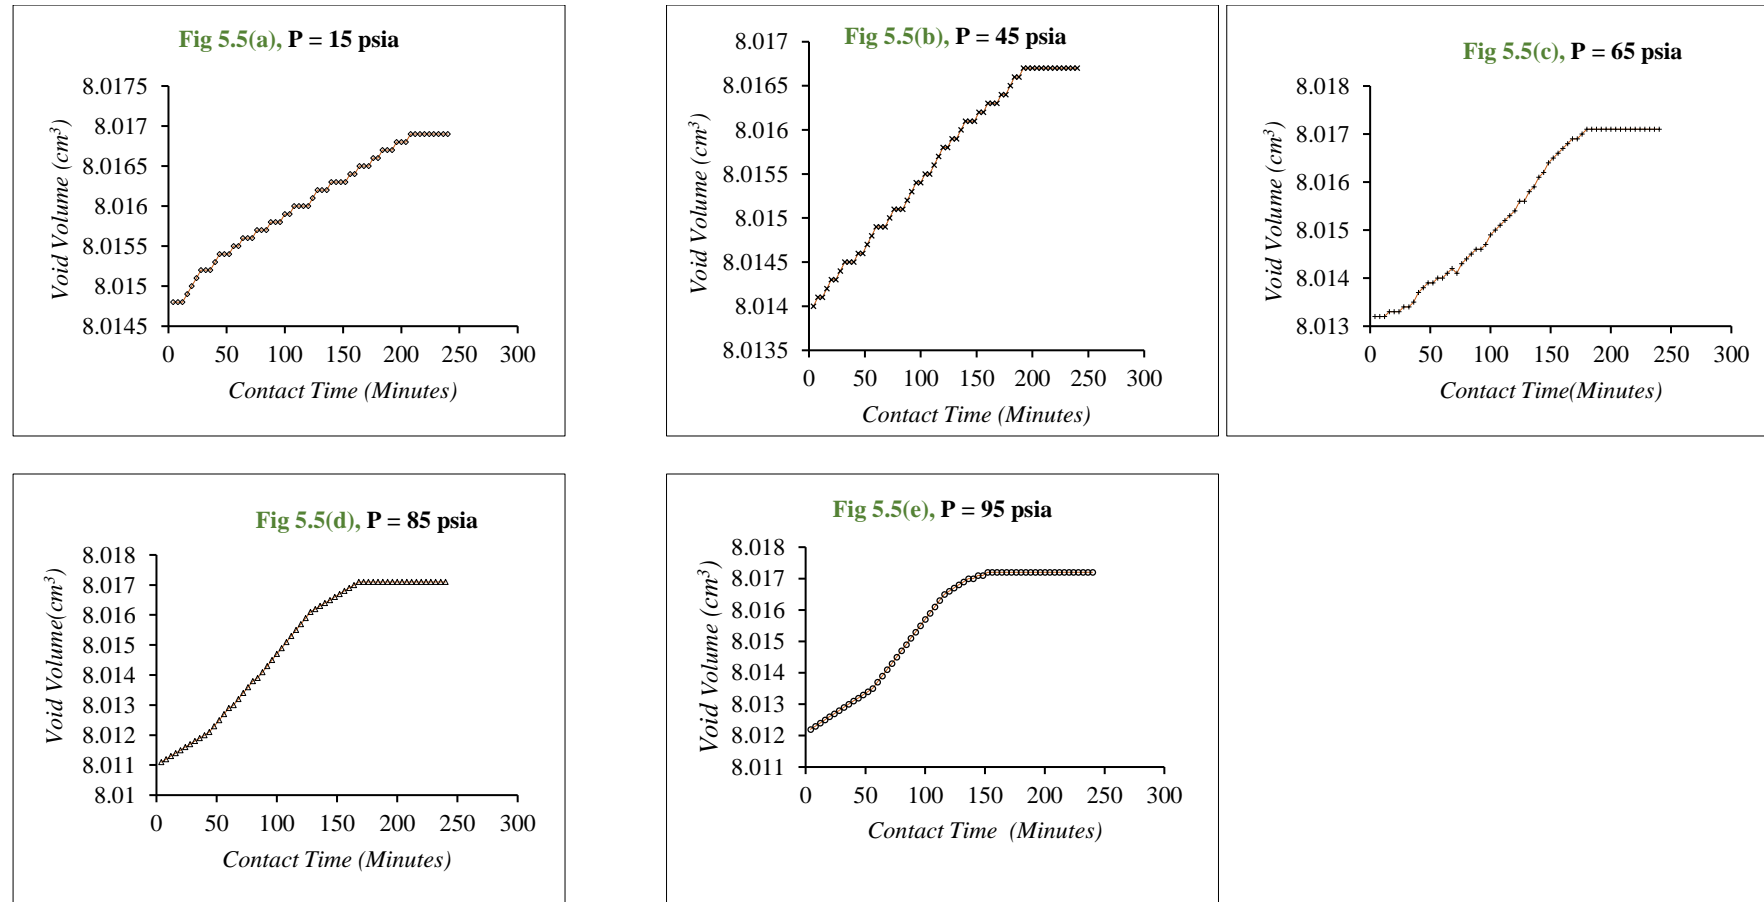 Fig 5.5(a), P = 15 psia
8.0175
8.017
8.0165
8.016
8.0155
8.015
8.0145
Void Volume (cm³)
0 50 100 150 200 250 300
Contact Time (Minutes)
Fig 5.5(b), P = 45 psia
8.017
8.0165
8.016
8.0155
8.015
8.0145
8.014
8.0135
Void Volume (cm³)
0 50 100 150 200 250 300
Contact Time (Minutes)
Fig 5.5(c), P = 65 psia
8.018
8.017
8.016
8.015
8.014
8.013
Void Volume (cm³)
0 50 100 150 200 250 300
Contact Time(Minutes)
Fig 5.5(d), P = 85 psia
8.018
8.017
8.016
8.015
8.014
8.013
8.012
8.011
8.01
Void Volume(cm³)
0 50 100 150 200 250 300
Contact Time (Minutes)
Fig 5.5(e), P = 95 psia
8.018
8.017
8.016
8.015
8.014
8.013
8.012
8.011
Void Volume (cm³)
0 50 100 150 200 250 300
Contact Time (Minutes)